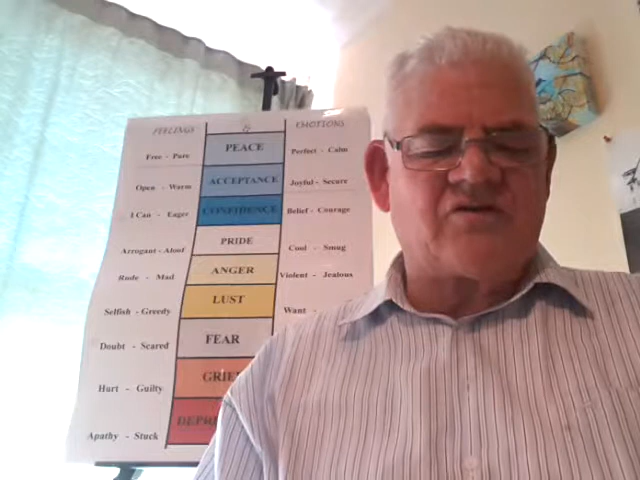 FEELINGS & EMOTIONS
Free - Pure PEACE Perfect - Calm
Open - Warm ACCEPTANCE Joyful - Secure
I Can - Eager CONFIDENCE Belief - Courage
Arrogant - Aloof PRIDE Cool - Smug
Rude - Mad ANGER Violent - Jealous
Selfish - Greedy LUST Want -
Doubt - Scared FEAR
Hurt - Guilty
Apathy - Stuck